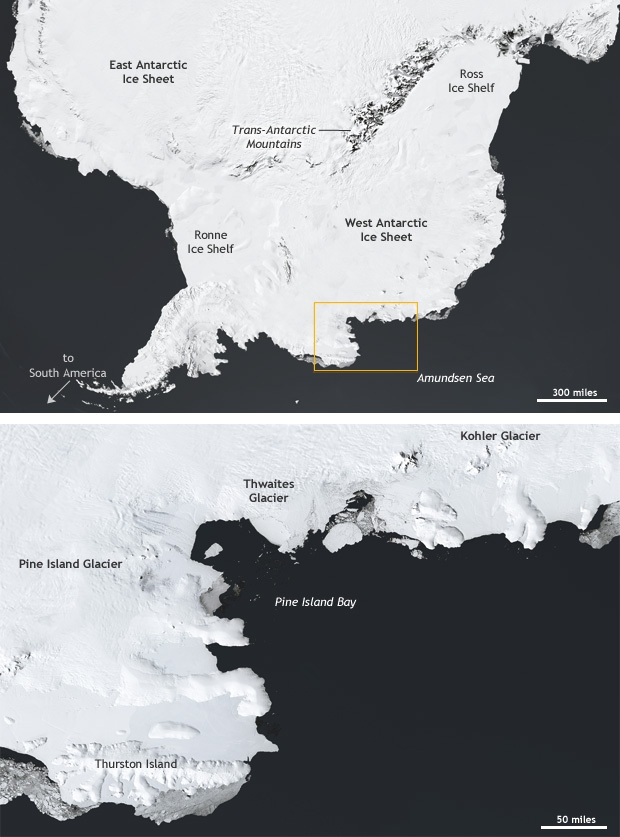 East Antarctic
Ice Sheet
Ross
Ice Shelf
Trans-Antarctic
Mountains
West Antarctic
Ice Sheet
Ronne
Ice Shelf
to
South America
Amundsen Sea
300 miles
Kohler Glacier
Thwaites
Glacier
Pine Island Glacier
Pine Island Bay
Thurston Island
50 miles